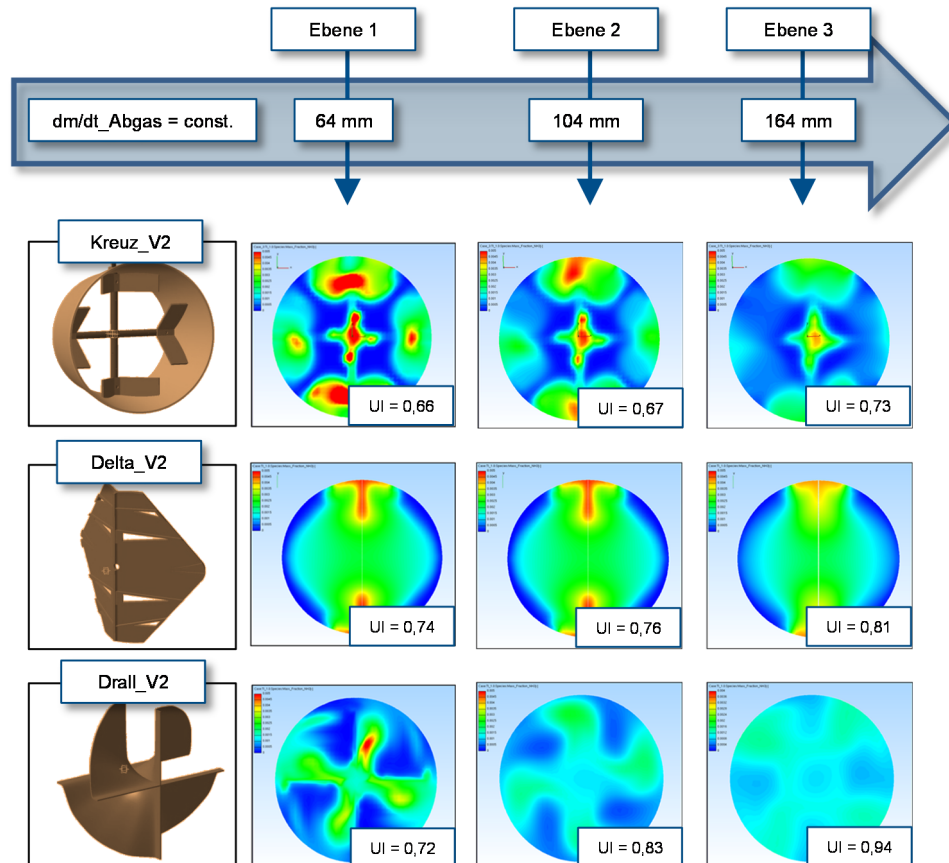 Ebene 1
Ebene 2
Ebene 3
dm/dt_Abgas = const.
64 mm
104 mm
164 mm
Kreuz_V2
UI = 0,66
UI = 0,67
UI = 0,73
Delta_V2
UI = 0,74
UI = 0,76
UI = 0,81
Drall_V2
UI = 0,72
UI = 0,83
UI = 0,94